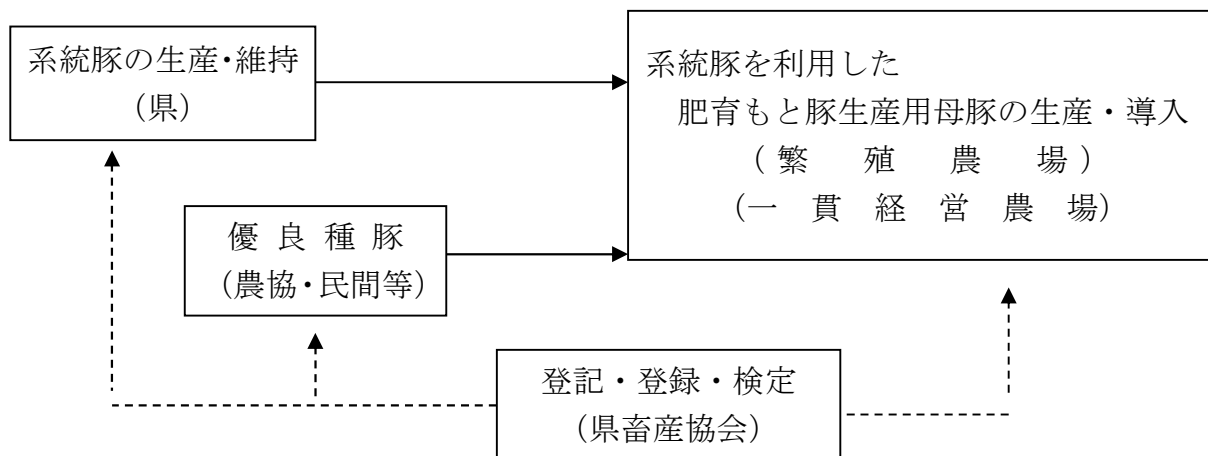 系統豚の生産・維持
（県）
系統豚を利用した
肥育もと豚生産用母豚の生産・導入
（繁殖農場）
（一貫経営農場）
優良種豚
（農協・民間等）
登記・登録・検定
（県畜産協会）